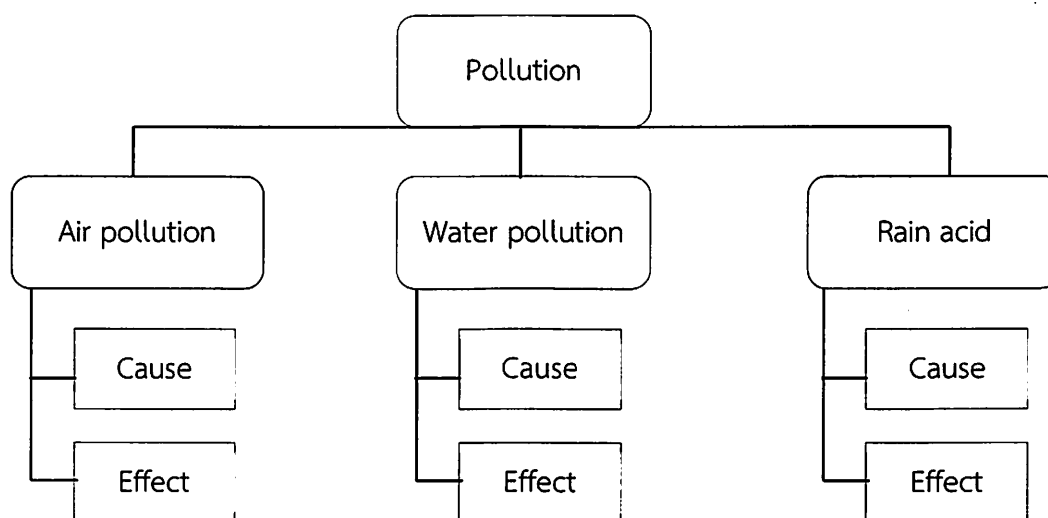 Pollution
Air pollution
Water pollution
Rain acid
Cause
Cause
Cause
Effect
Effect
Effect